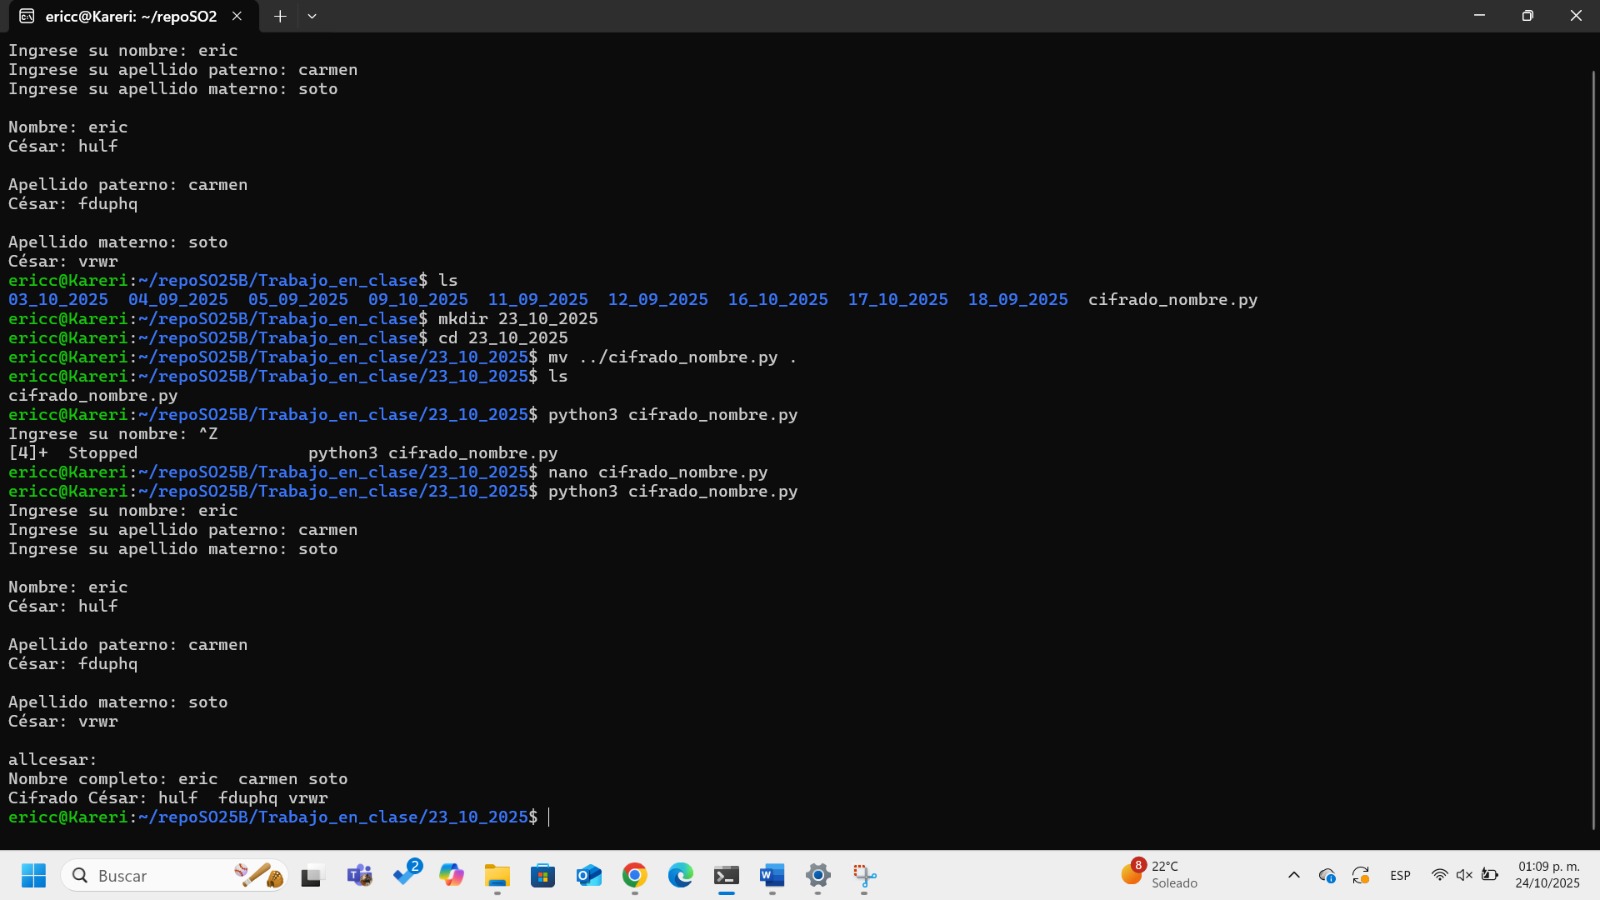 ericc@Kareri: ~/repoSO2
Ingrese su nombre: eric
Ingrese su apellido paterno: carmen
Ingrese su apellido materno: soto
Nombre: eric
César: hulf
Apellido paterno: carmen
César: fduphq
Apellido materno: soto
César: vrwr
ericc@Kareri:~/repoSO25B/Trabajo_en_clase$ ls
03_10_2025  04_09_2025  05_09_2025  09_10_2025  11_09_2025  12_09_2025  16_10_2025  17_10_2025  18_09_2025  cifrado_nombre.py
ericc@Kareri:~/repoSO25B/Trabajo_en_clase$ mkdir 23_10_2025
ericc@Kareri:~/repoSO25B/Trabajo_en_clase$ cd 23_10_2025
ericc@Kareri:~/repoSO25B/Trabajo_en_clase/23_10_2025$ mv ../cifrado_nombre.py .
ericc@Kareri:~/repoSO25B/Trabajo_en_clase/23_10_2025$ ls
cifrado_nombre.py
ericc@Kareri:~/repoSO25B/Trabajo_en_clase/23_10_2025$ python3 cifrado_nombre.py
Ingrese su nombre: ^Z
[4]+  Stopped                 python3 cifrado_nombre.py
ericc@Kareri:~/repoSO25B/Trabajo_en_clase/23_10_2025$ nano cifrado_nombre.py
ericc@Kareri:~/repoSO25B/Trabajo_en_clase/23_10_2025$ python3 cifrado_nombre.py
Ingrese su nombre: eric
Ingrese su apellido paterno: carmen
Ingrese su apellido materno: soto
Nombre: eric
César: hulf
Apellido paterno: carmen
César: fduphq
Apellido materno: soto
César: vrwr
allcesar:
Nombre completo: eric  carmen soto
Cifrado César: hulf  fduphq vrwr
ericc@Kareri:~/repoSO25B/Trabajo_en_clase/23_10_2025$
Buscar
2
8
22°C
Soleado
ESP
01:09 p. m.
24/10/2025